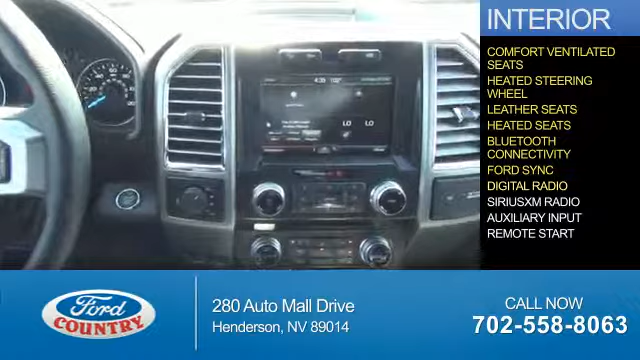 INTERIOR
COMFORT VENTILATED
SEATS
HEATED STEERING
WHEEL
LEATHER SEATS
HEATED SEATS
BLUETOOTH
CONNECTIVITY
FORD SYNC
DIGITAL RADIO
SIRIUSXM RADIO
AUXILIARY INPUT
REMOTE START
4:35
LO
LO
Ford
COUNTRY
280 Auto Mall Drive
Henderson, NV 89014
CALL NOW
702-558-8063